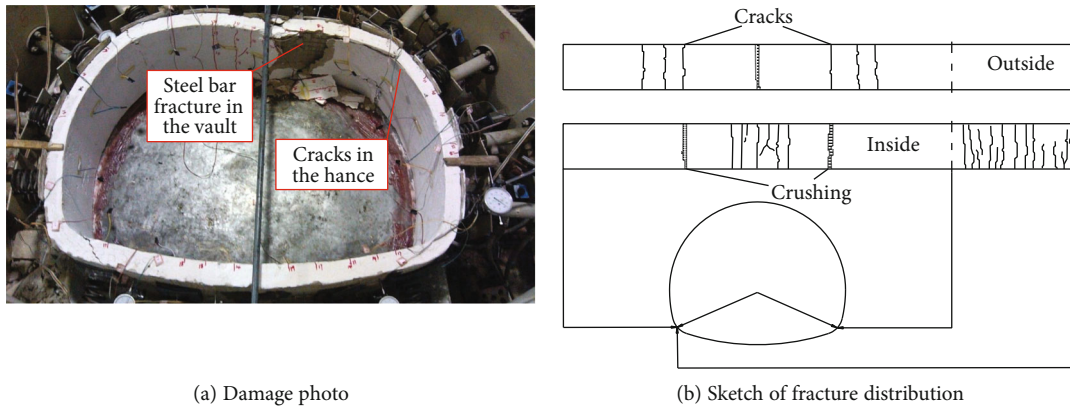 Steel bar
fracture in
the vault
Cracks in
the hance
(a) Damage photo
Cracks
Outside
Inside
Crushing
(b) Sketch of fracture distribution